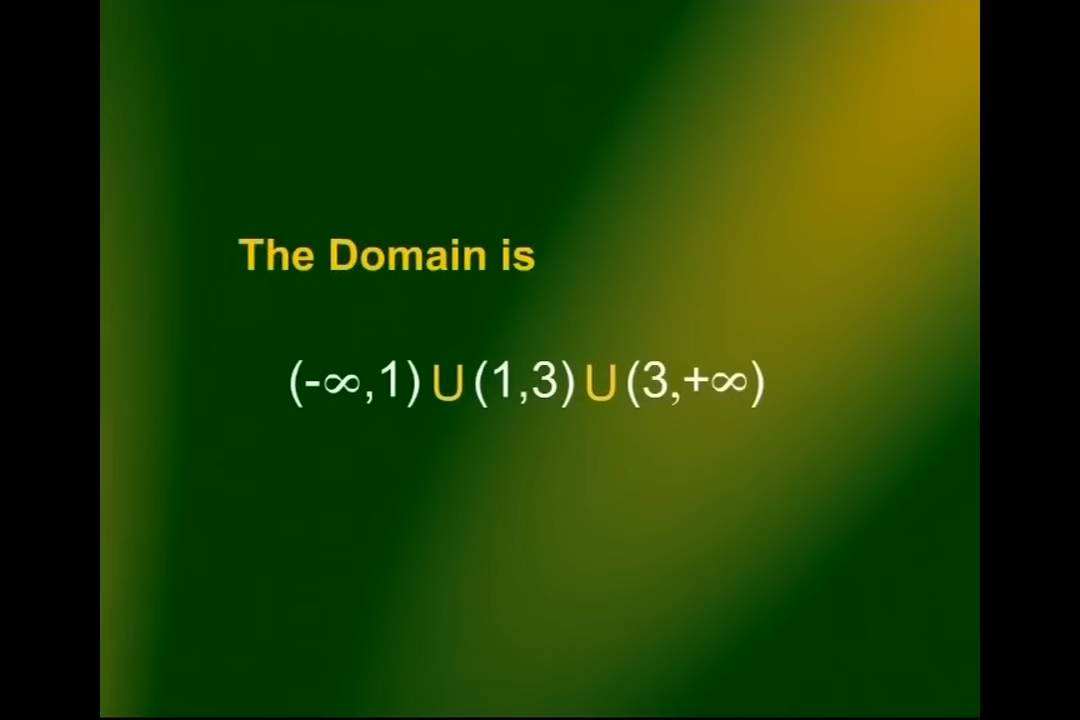 The Domain is
(-∞,1)∪(1,3)∪(3,+∞)